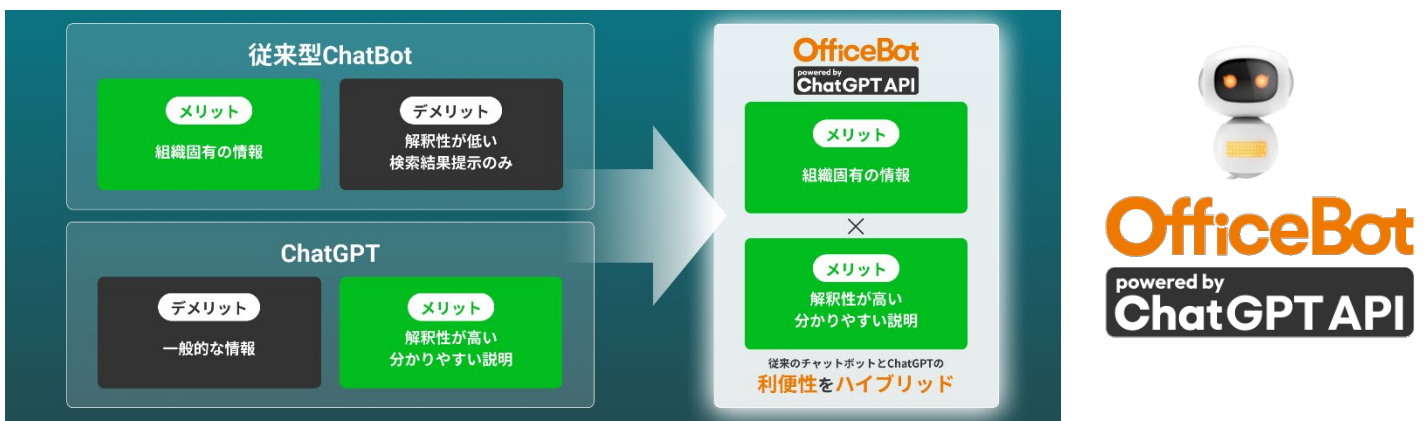 従来型ChatBot
メリット
組織固有の情報
デメリット
解釈性が低い
検索結果提示のみ
ChatGPT
デメリット
一般的な情報
メリット
解釈性が高い
分かりやすい説明
OfficeBot
powered by
ChatGPT API
メリット
組織固有の情報
×
メリット
解釈性が高い
分かりやすい説明
従来のチャットボットとChatGPTの
利便性をハイブリッド
OfficeBot
powered by
ChatGPT API